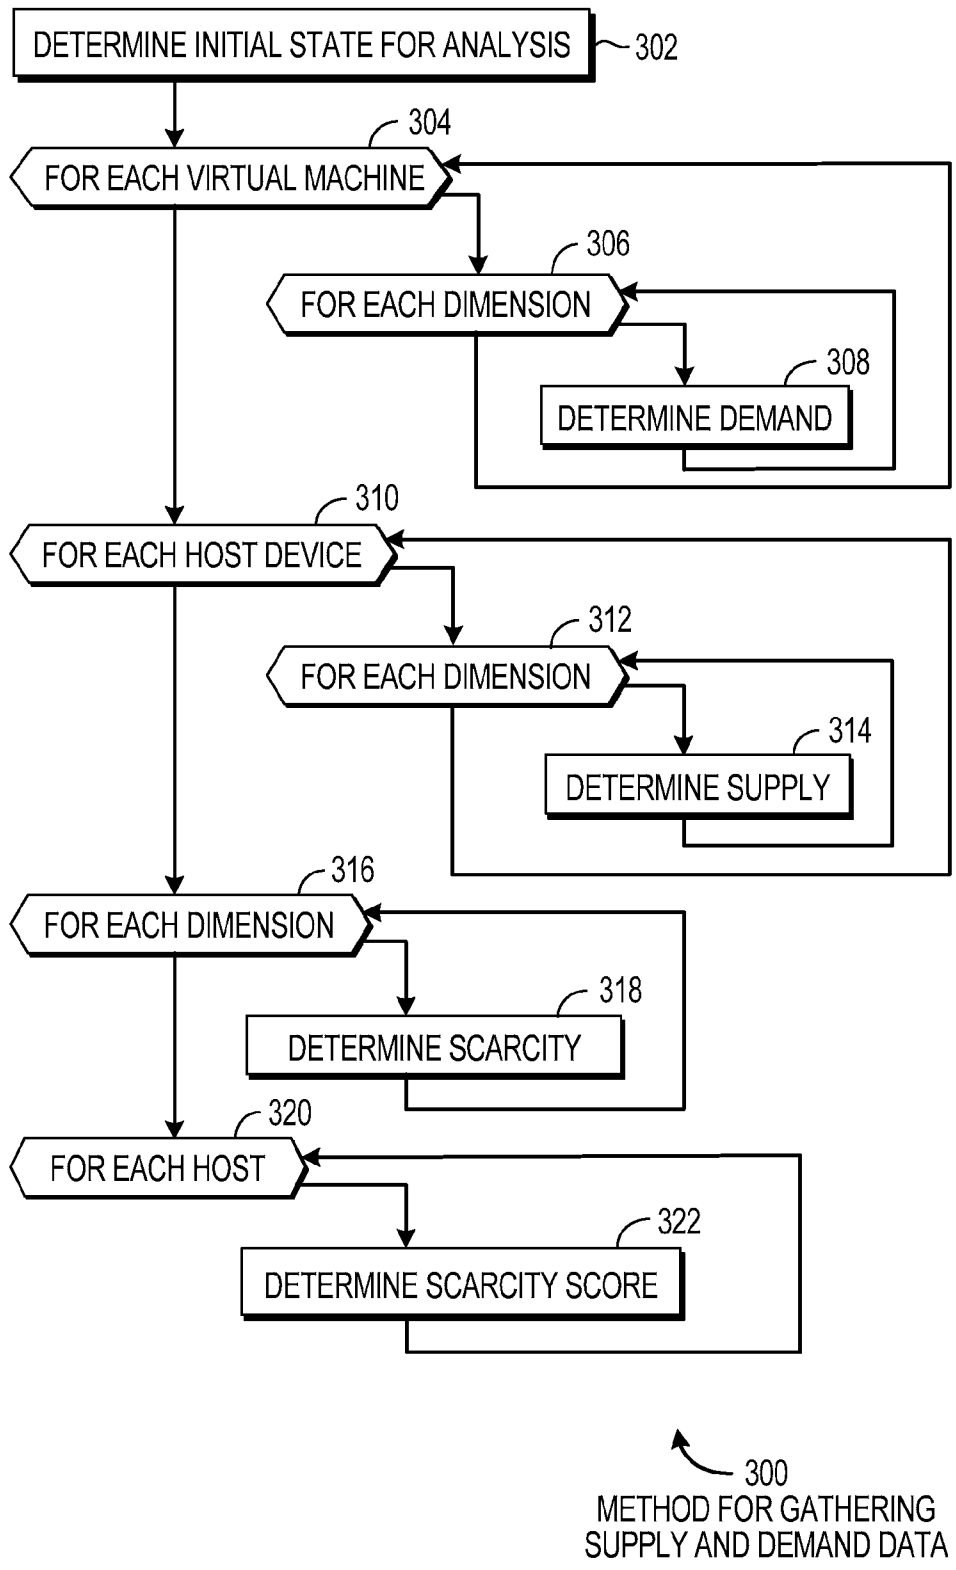 DETERMINE INITIAL STATE FOR ANALYSIS
302
304
FOR EACH VIRTUAL MACHINE
306
FOR EACH DIMENSION
308
DETERMINE DEMAND
310
FOR EACH HOST DEVICE
312
FOR EACH DIMENSION
314
DETERMINE SUPPLY
316
FOR EACH DIMENSION
318
DETERMINE SCARCITY
320
FOR EACH HOST
322
DETERMINE SCARCITY SCORE
300
METHOD FOR GATHERING
SUPPLY AND DEMAND DATA